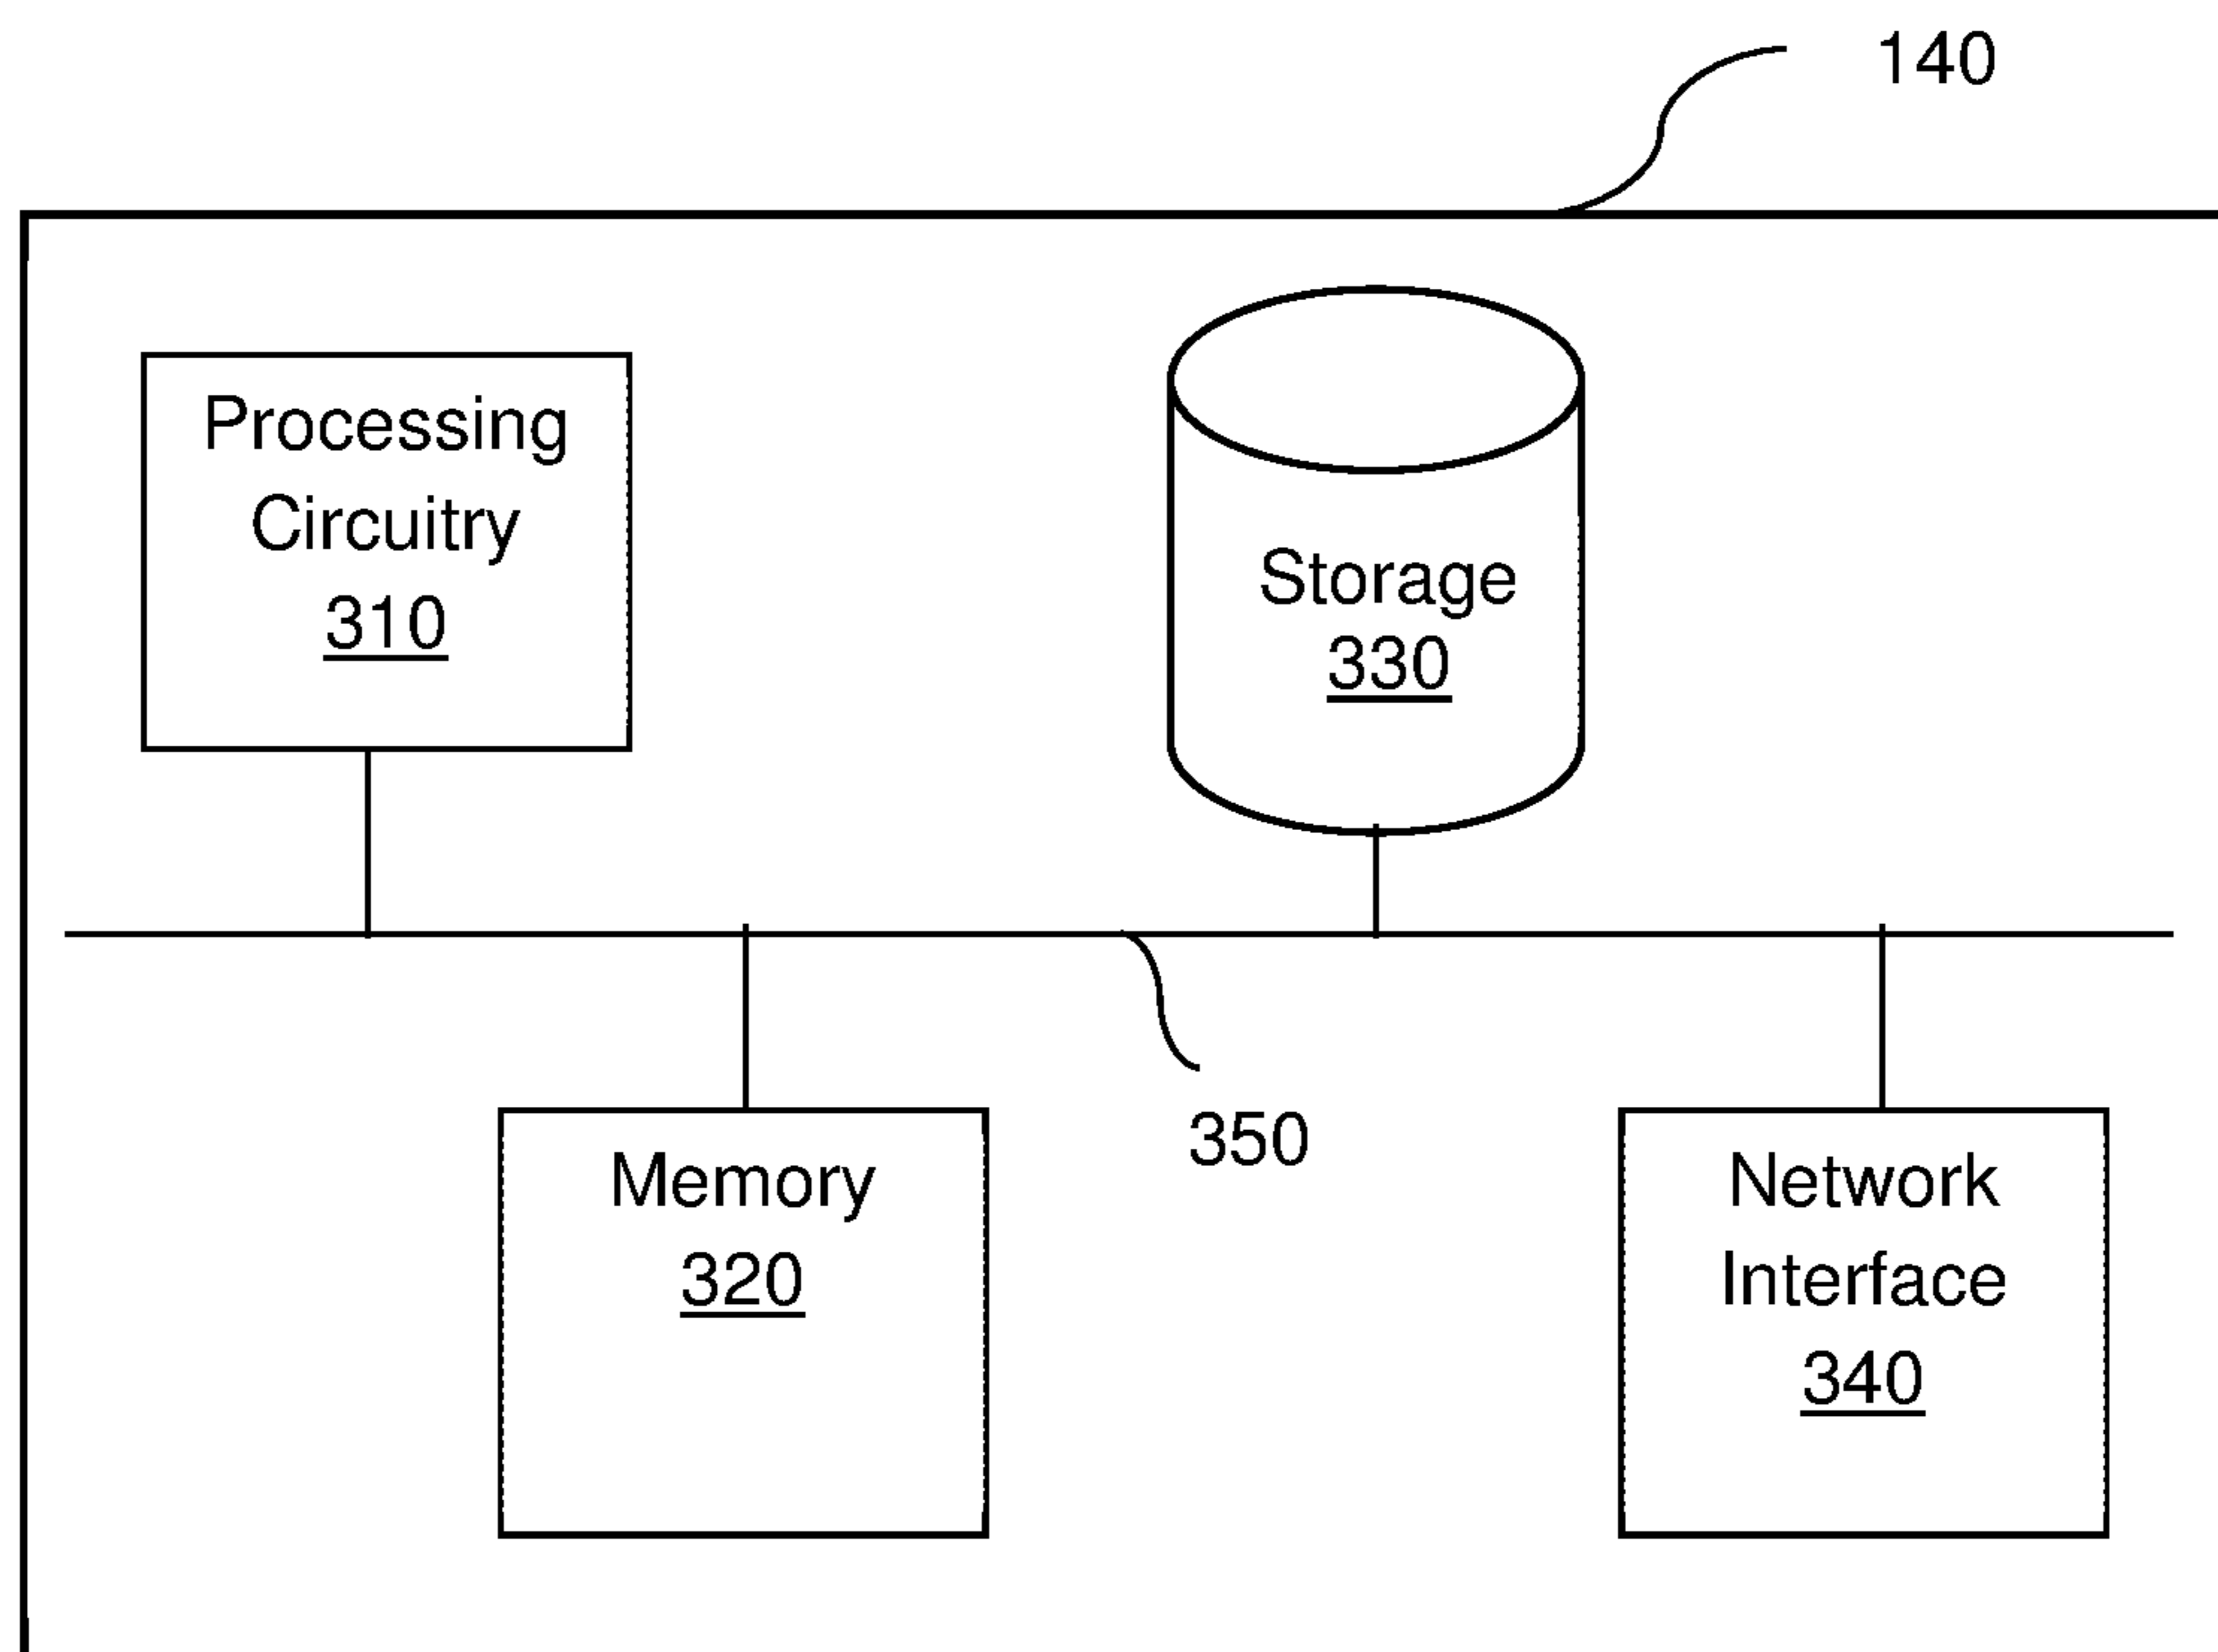 140
Processing
Circuitry
310
Storage
330
350
Memory
320
Network
Interface
340